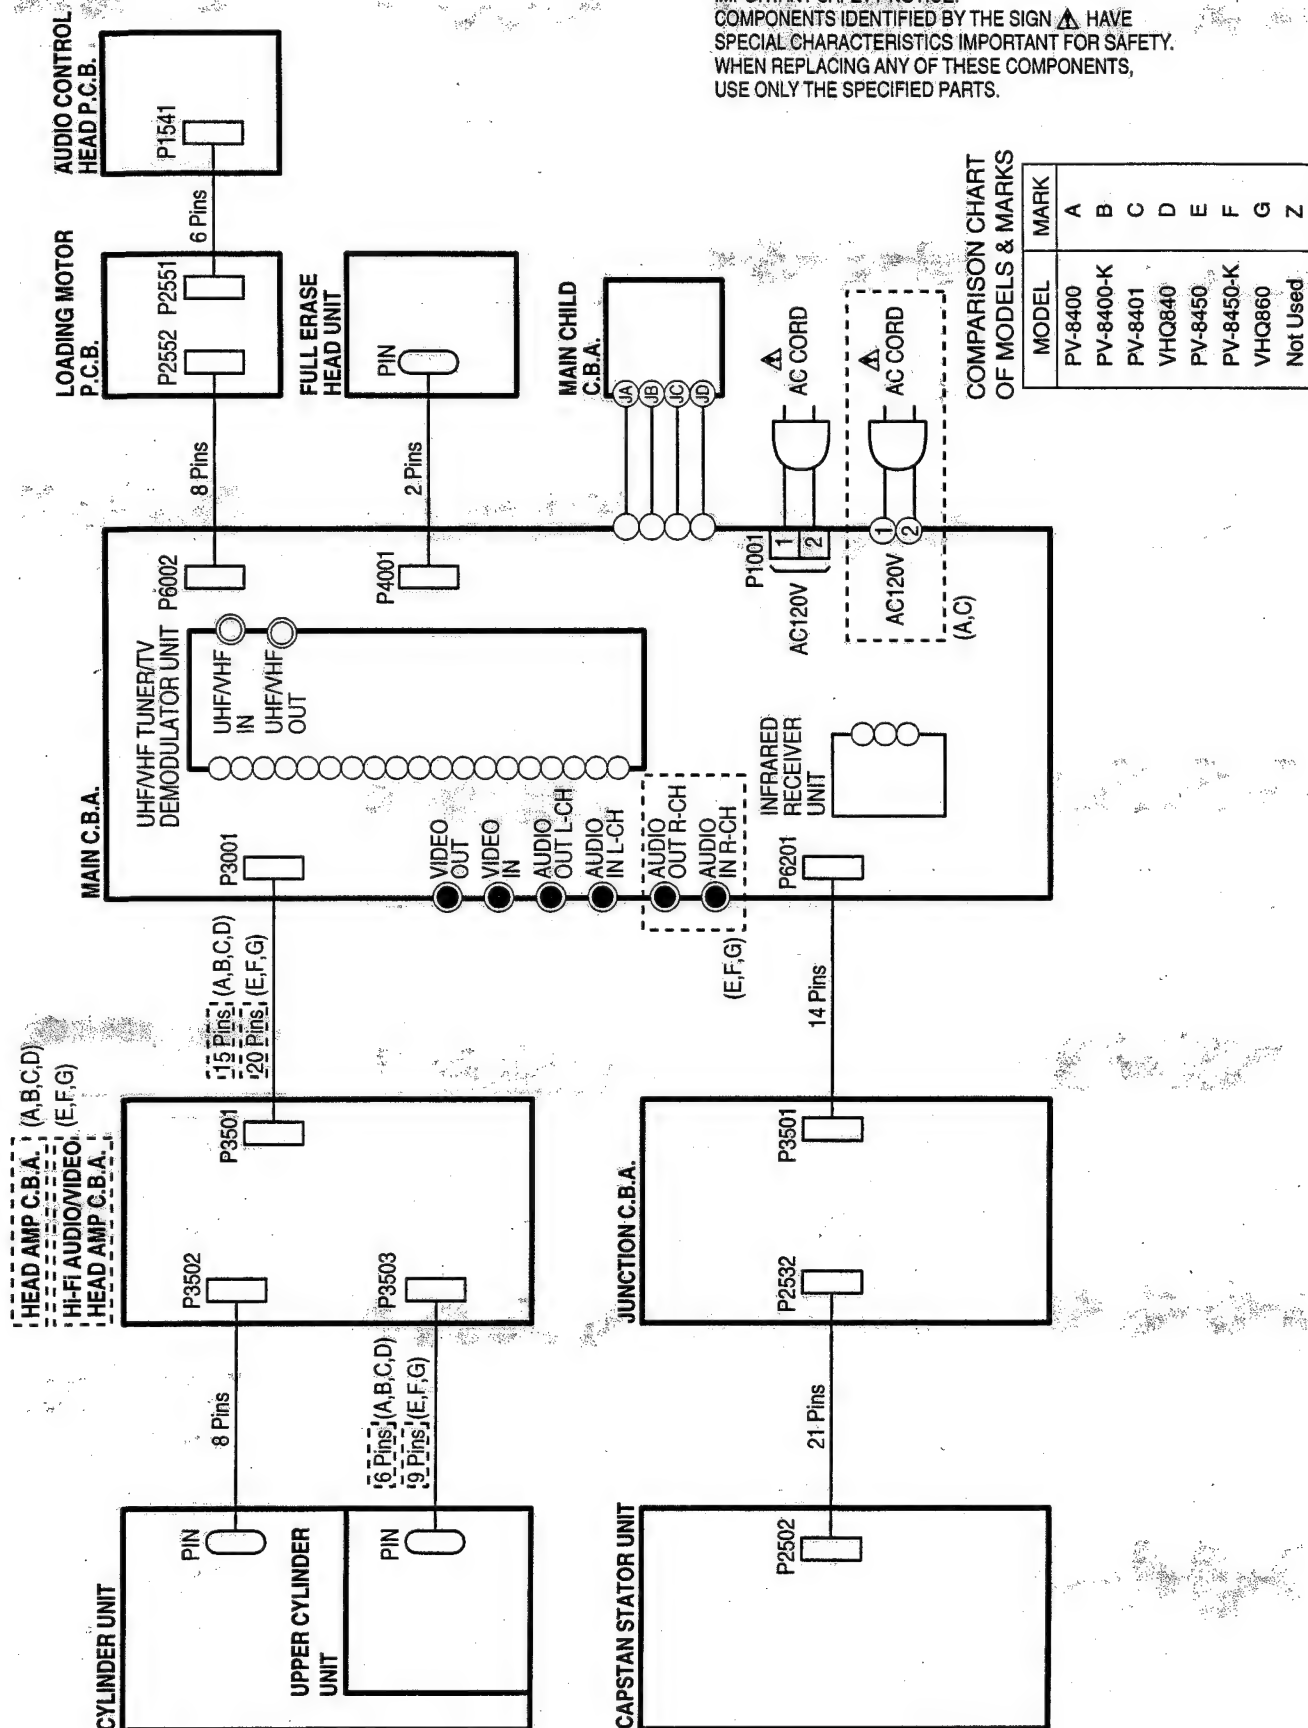 COMPONENTS IDENTIFIED BY THE SIGN ⚠ HAVE
SPECIAL CHARACTERISTICS IMPORTANT FOR SAFETY.
WHEN REPLACING ANY OF THESE COMPONENTS,
USE ONLY THE SPECIFIED PARTS.
AUDIO CONTROL
HEAD P.C.B.
P1541
6 Pins
LOADING MOTOR
P.C.B.
P2552
P2551
8 Pins
FULL ERASE
HEAD UNIT
PIN
2 Pins
MAIN CHILD
C.B.A.
JA
JB
JC
JD
⚠
AC CORD
⚠
AC CORD
COMPARISON CHART
OF MODELS & MARKS
MODEL MARK
PV-8400 A
PV-8400-K B
PV-8401 C
VHQ840 D
PV-8450 E
PV-8450-K F
VHQ860 G
Not Used Z
MAIN C.B.A.
P6002
P4001
UHF/VHF TUNER/TV
DEMODULATOR UNIT
UHF/VHF
IN
UHF/VHF
OUT
P1001
1
2
AC120V
1
2
AC120V
(A,C)
P3001
VIDEO
OUT
VIDEO
IN
AUDIO
OUT L-CH
AUDIO
IN L-CH
AUDIO
OUT R-CH
AUDIO
IN R-CH
(E,F,G)
INFRARED
RECEIVER
UNIT
P6201
15 Pins (A,B,C,D)
20 Pins (E,F,G)
14 Pins
HEAD AMP C.B.A. (A,B,C,D)
HI-FI AUDIO/VIDEO (E,F,G)
HEAD AMP C.B.A.
P3501
P3502
P3503
JUNCTION C.B.A.
P3501
P2532
8 Pins
6 Pins (A,B,C,D)
9 Pins (E,F,G)
21 Pins
CYLINDER UNIT
PIN
UPPER CYLINDER
UNIT
PIN
CAPSTAN STATOR UNIT
P2502